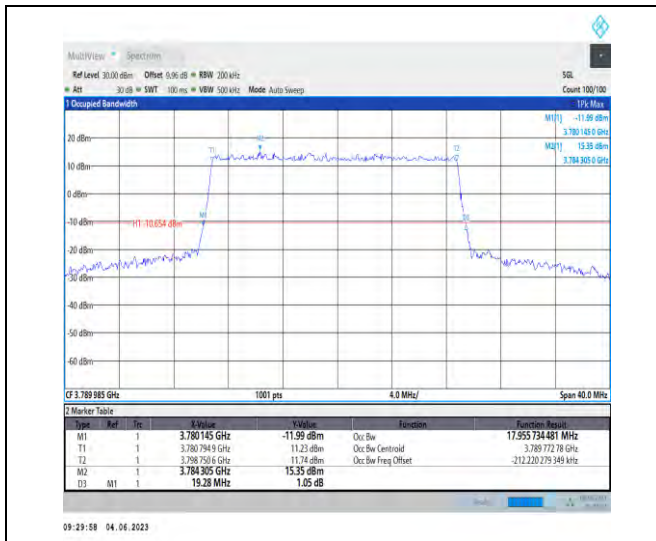 MultiView Spectrum
Ref Level 30.00 dBm Offset 9.96 dB RBW 200 kHz SGL
Att 30 dB SWT 100 ms VBW 500 kHz Mode Auto Sweep Count 100/100
1 Occupied Bandwidth 1Pk Max
M1[1] -11.99 dBm
3.780 145 0 GHz
M2[1] 15.35 dBm
3.784 305 0 GHz
20 dBm
T1 M2 T2
10 dBm
0 dBm
M1 D3
-10 dBm H1 -10.654 dBm
-20 dBm
-30 dBm
-40 dBm
-50 dBm
-60 dBm
CF 3.789 985 GHz 1001 pts 4.0 MHz/ Span 40.0 MHz
2 Marker Table
Type Ref Trc X-Value Y-Value Function Function Result
M1 1 3.780145 GHz -11.99 dBm Occ Bw 17.955 734 481 MHz
T1 1 3.780 794 9 GHz 11.23 dBm Occ Bw Centroid 3.789 772 78 GHz
T2 1 3.798 750 6 GHz 11.74 dBm Occ Bw Freq Offset -212.220 279 349 kHz
M2 1 3.784 305 GHz 15.35 dBm
D3 M1 1 19.28 MHz 1.05 dB
09:29:58 04.06.2023